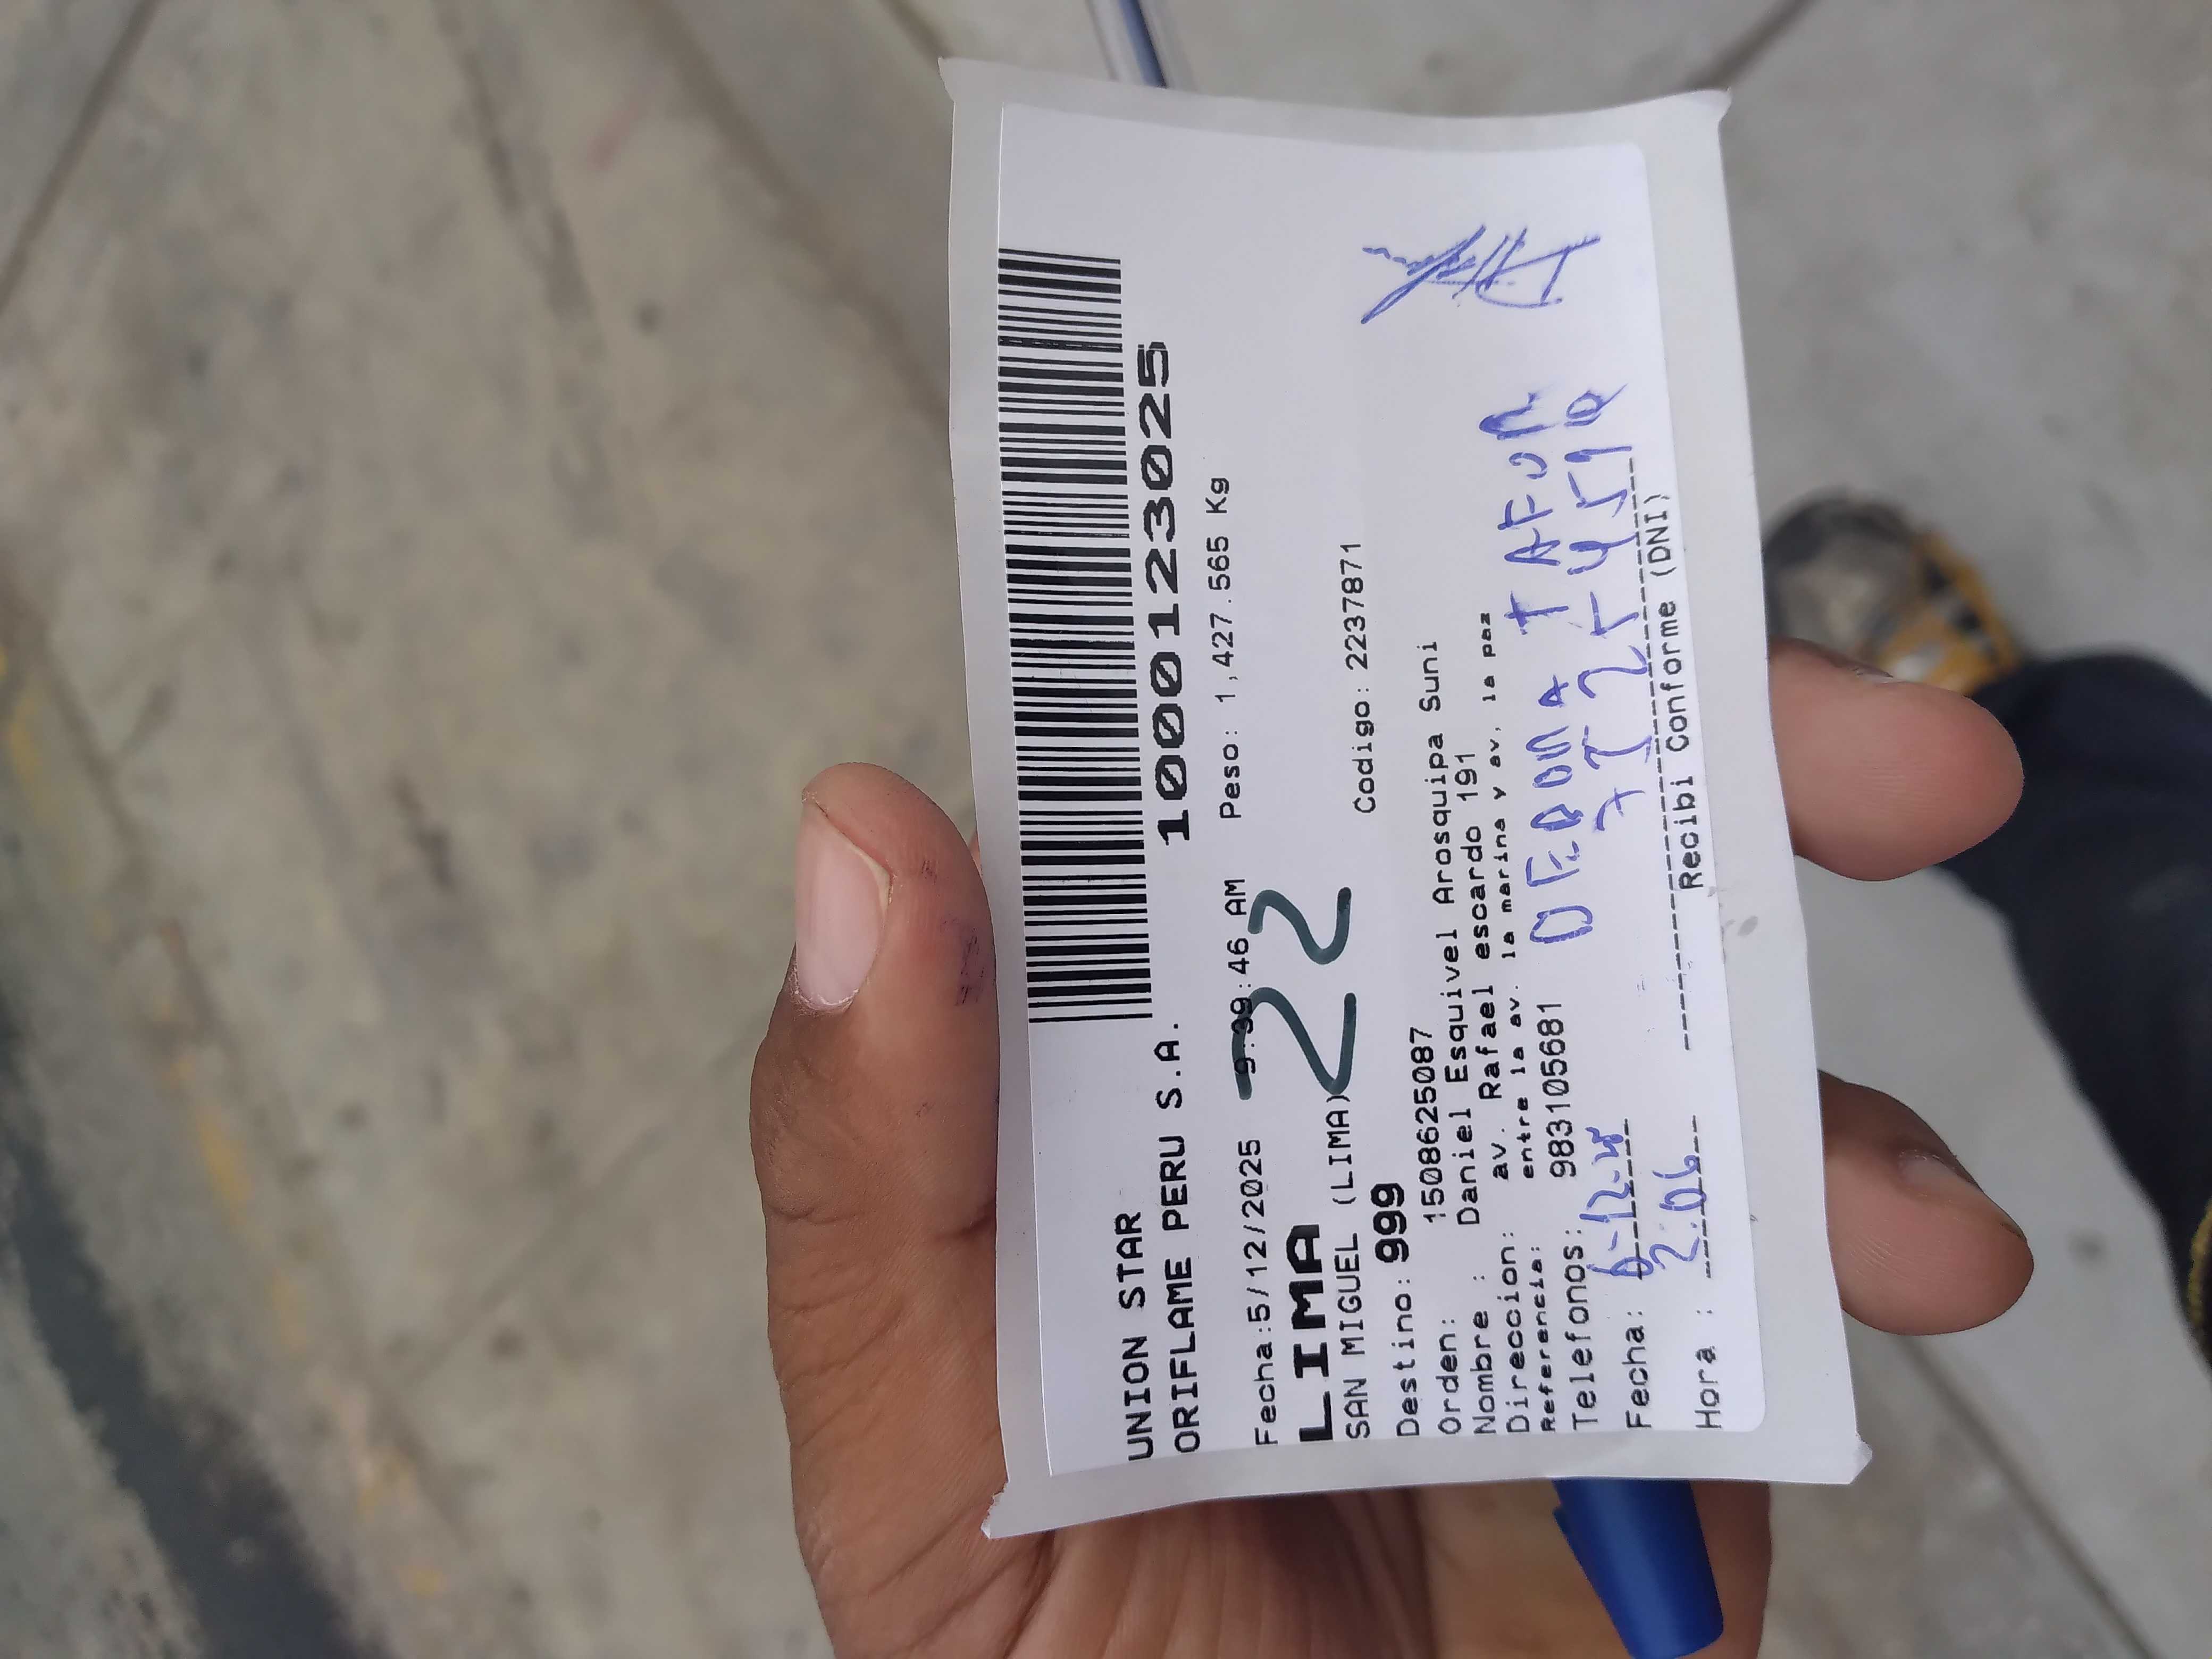 UNION STAR
ORIFLAME PERU S.A.
1000123025
Fecha:5/12/2025 9:39:46 AM Peso: 1,427.565 Kg
LIMA
22
SAN MIGUEL (LIMA)
Destino: 999 Codigo: 2237871
Orden: 1508625087
Nombre : Daniel Esquivel Arosquipa Suni
Direccion: av. Rafael escardo 191
Referencia: entre la av. la marina y av. la paz
Telefonos: 983105681
Fecha: 6-12-
Hora : 2:06
Recibi Conforme (DNI)